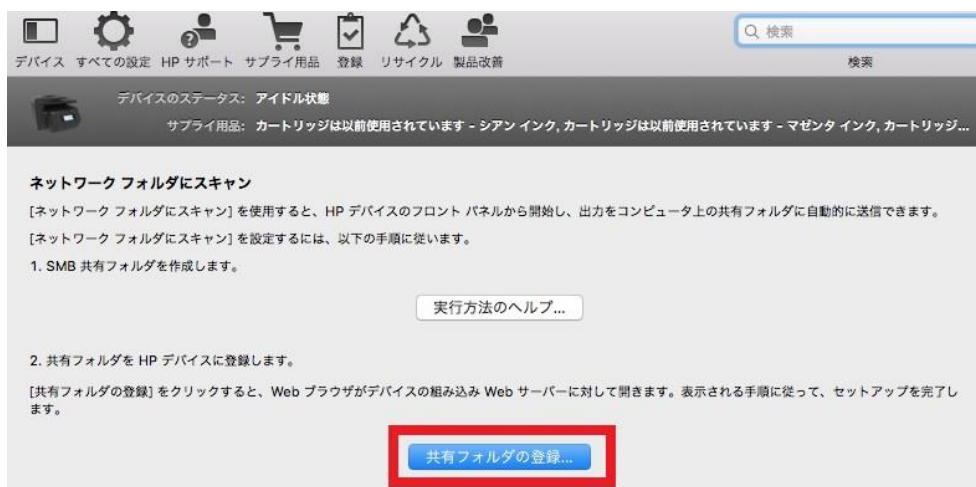 検索
デバイス すべての設定 HP サポート サプライ用品 登録 リサイクル 製品改善 検索
デバイスのステータス: アイドル状態
サプライ用品: カートリッジは以前使用されています – シアン インク, カートリッジは以前使用されています – マゼンタ インク, カートリッジ...
ネットワーク フォルダにスキャン
[ネットワーク フォルダにスキャン] を使用すると、HP デバイスのフロント パネルから開始し、出力をコンピュータ上の共有フォルダに自動的に送信できます。
[ネットワーク フォルダにスキャン] を設定するには、以下の手順に従います。
1. SMB 共有フォルダを作成します。
実行方法のヘルプ...
2. 共有フォルダを HP デバイスに登録します。
[共有フォルダの登録] をクリックすると、Web ブラウザがデバイスの組み込み Web サーバーに対して開きます。表示される手順に従って、セットアップを完了し
ます。
共有フォルダの登録...